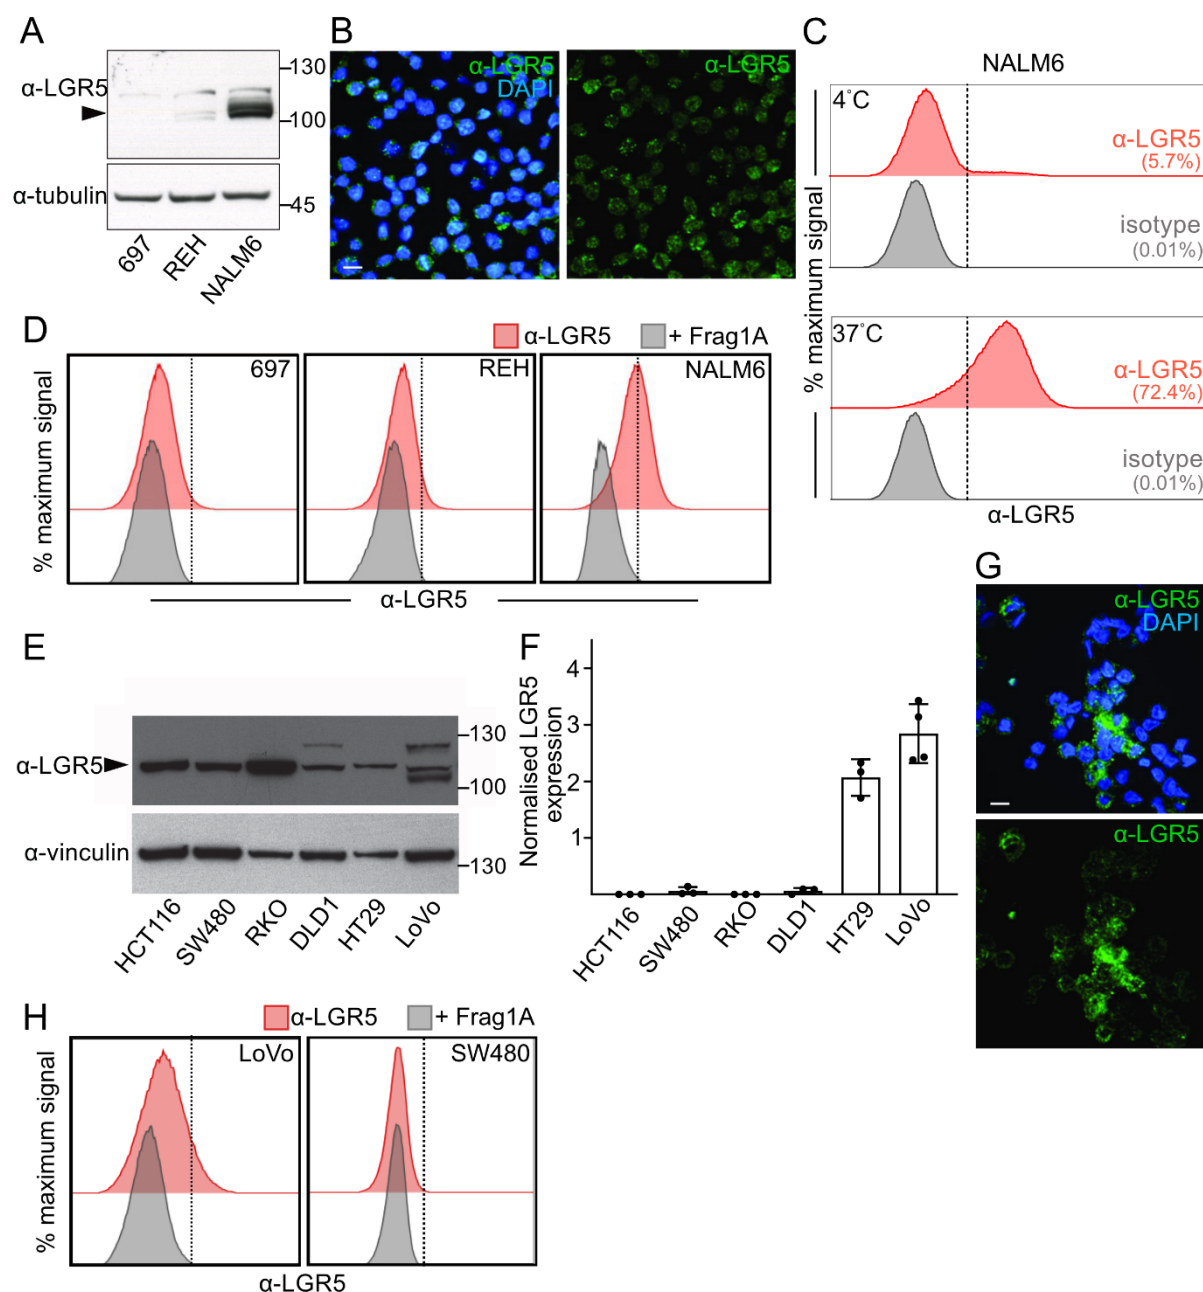 A
α-LGR5
130
100
α-tubulin
45
697
REH
NALM6
B
α-LGR5
DAPI
α-LGR5
C
NALM6
4°C
α-LGR5
(5.7%)
isotype
(0.01%)
% maximum signal
37°C
α-LGR5
(72.4%)
isotype
(0.01%)
α-LGR5
D
α-LGR5
+ Frag1A
697
REH
NALM6
% maximum signal
α-LGR5
E
α-LGR5
130
100
α-vinculin
130
HCT116
SW480
RKO
DLD1
HT29
LoVo
F
Normalised LGR5
expression
4
3
2
1
HCT116
SW480
RKO
DLD1
HT29
LoVo
G
α-LGR5
DAPI
α-LGR5
H
α-LGR5
+ Frag1A
LoVo
SW480
% maximum signal
α-LGR5